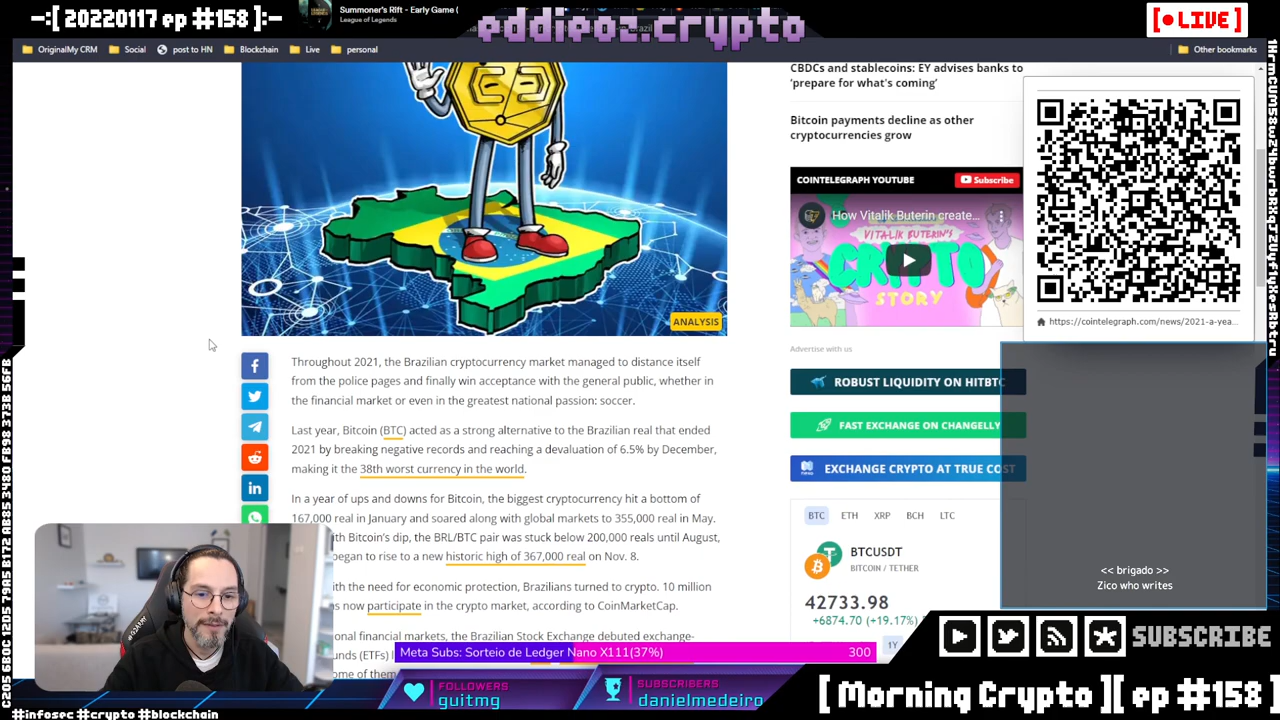 -:[ 20220117 ep #158 ]:-
Summoner's Rift - Early Game (
League of Legends
eddieoz.crypto
[ ● LIVE ]
OriginalMy CRM
Social
post to HN
Blockchain
Live
personal
Other bookmarks
CBDCs and stablecoins: EY advises banks to
'prepare for what's coming'
Bitcoin payments decline as other
cryptocurrencies grow
COINTELEGRAPH YOUTUBE
Subscribe
How Vitalik Buterin create...
VITALIK BUTERIN'S
CRYPTO
STORY
https://cointelegraph.com/news/2021-a-yea...
ANALYSIS
Advertise with us
ROBUST LIQUIDITY ON HITBTC
FAST EXCHANGE ON CHANGELLY
EXCHANGE CRYPTO AT TRUE COST
Throughout 2021, the Brazilian cryptocurrency market managed to distance itself
from the police pages and finally win acceptance with the general public, whether in
the financial market or even in the greatest national passion: soccer.
Last year, Bitcoin (BTC) acted as a strong alternative to the Brazilian real that ended
2021 by breaking negative records and reaching a devaluation of 6.5% by December,
making it the 38th worst currency in the world.
In a year of ups and downs for Bitcoin, the biggest cryptocurrency hit a bottom of
167,000 real in January and soared along with global markets to 355,000 real in May.
ith Bitcoin's dip, the BRL/BTC pair was stuck below 200,000 reals until August,
began to rise to a new historic high of 367,000 real on Nov. 8.
ith the need for economic protection, Brazilians turned to crypto. 10 million
s now participate in the crypto market, according to CoinMarketCap.
onal financial markets, the Brazilian Stock Exchange debuted exchange-
unds (ETFs)
ome of them
BTC
ETH
XRP
BCH
LTC
BTCUSDT
BITCOIN / TETHER
42733.98
+6874.70 (+19.17%)
1Y
<< brigado >>
Zico who writes
Meta Subs: Sorteio de Ledger Nano X111(37%)
300
FOLLOWERS
guitmg
SUBSCRIBERS
danielmedeiro
SUBSCRIBE
[ Morning Crypto ][ ep #158 ]
#infosec #crypto #blockchain